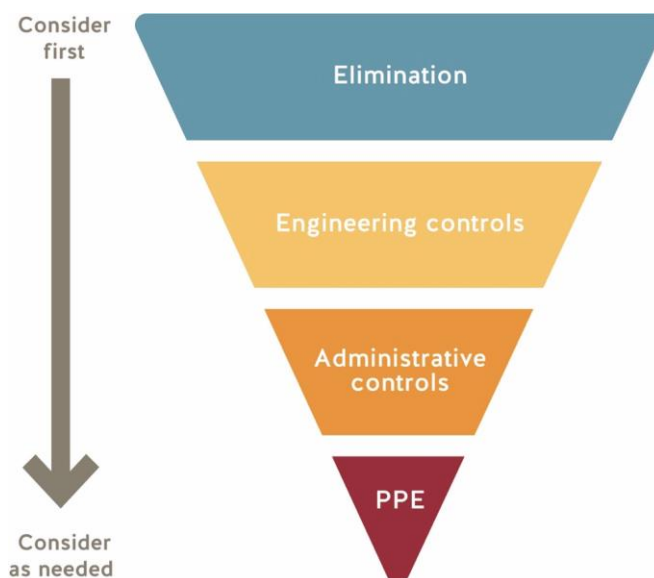 Consider
first
Elimination
Engineering controls
Administrative
controls
PPE
Consider
as needed